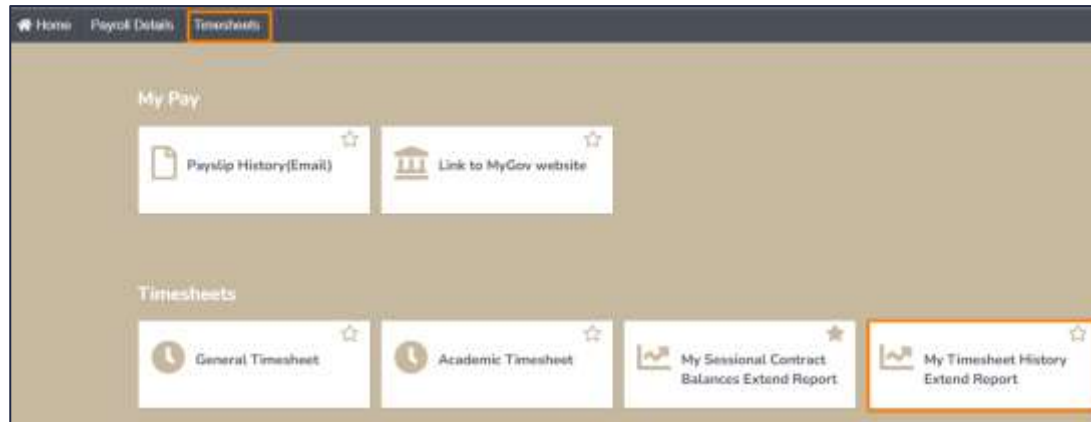 Home Payroll Details Timesheets
My Pay
Payslip History(Email)
Link to MyGov website
Timesheets
General Timesheet
Academic Timesheet
My Sessional Contract
Balances Extend Report
My Timesheet History
Extend Report